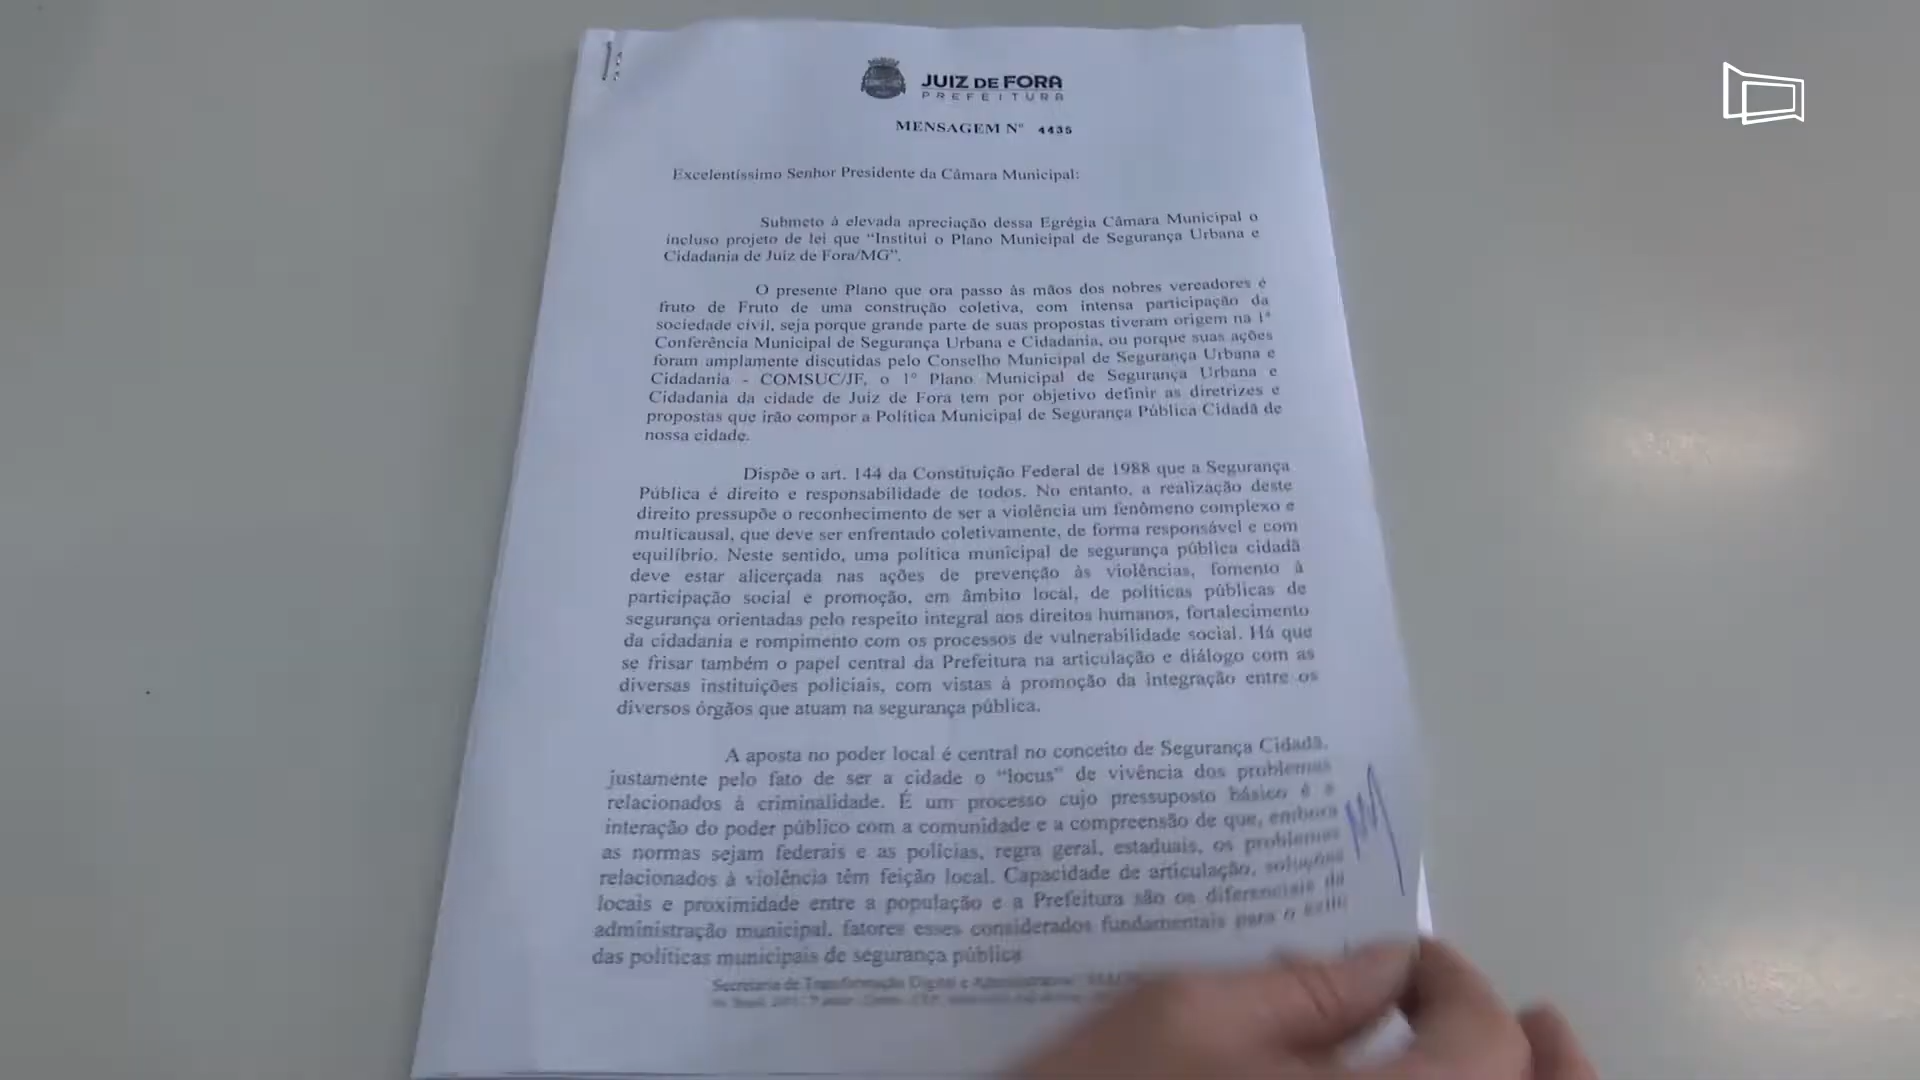 JUIZ DE FORA
PREFEITURA
MENSAGEM Nº 4435
Excelentíssimo Senhor Presidente da Câmara Municipal:
Submeto à elevada apreciação dessa Egrégia Câmara Municipal o
incluso projeto de lei que “Institui o Plano Municipal de Segurança Urbana e
Cidadania de Juiz de Fora/MG”.
O presente Plano que ora passo às mãos dos nobres vereadores é
fruto de Fruto de uma construção coletiva, com intensa participação da
sociedade civil, seja porque grande parte de suas propostas tiveram origem na 1ª
Conferência Municipal de Segurança Urbana e Cidadania, ou porque suas ações
foram amplamente discutidas pelo Conselho Municipal de Segurança Urbana e
Cidadania - COMSUC/JF, o 1º Plano Municipal de Segurança Urbana e
Cidadania da cidade de Juiz de Fora tem por objetivo definir as diretrizes e
propostas que irão compor a Política Municipal de Segurança Pública Cidadã de
nossa cidade.
Dispõe o art. 144 da Constituição Federal de 1988 que a Segurança
Pública é direito e responsabilidade de todos. No entanto, a realização deste
direito pressupõe o reconhecimento de ser a violência um fenômeno complexo e
multicausal, que deve ser enfrentado coletivamente, de forma responsável e com
equilíbrio. Neste sentido, uma política municipal de segurança pública cidadã
deve estar alicerçada nas ações de prevenção às violências, fomento à
participação social e promoção, em âmbito local, de políticas públicas de
segurança orientadas pelo respeito integral aos direitos humanos, fortalecimento
da cidadania e rompimento com os processos de vulnerabilidade social. Há que
se frisar também o papel central da Prefeitura na articulação e diálogo com as
diversas instituições policiais, com vistas à promoção da integração entre os
diversos órgãos que atuam na segurança pública.
A aposta no poder local é central no conceito de Segurança Cidadã,
justamente pelo fato de ser a cidade o “locus” de vivência dos problemas
relacionados à criminalidade. É um processo cujo pressuposto básico é a
interação do poder público com a comunidade e a compreensão de que, embora
as normas sejam federais e as polícias, regra geral, estaduais, os problemas
relacionados à violência têm feição local. Capacidade de articulação, soluções
locais e proximidade entre a população e a Prefeitura são os diferenciais da
administração municipal, fatores esses considerados fundamentais para o êxito
das políticas municipais de segurança pública
Secretaria de Transformação Digital e Administrativa